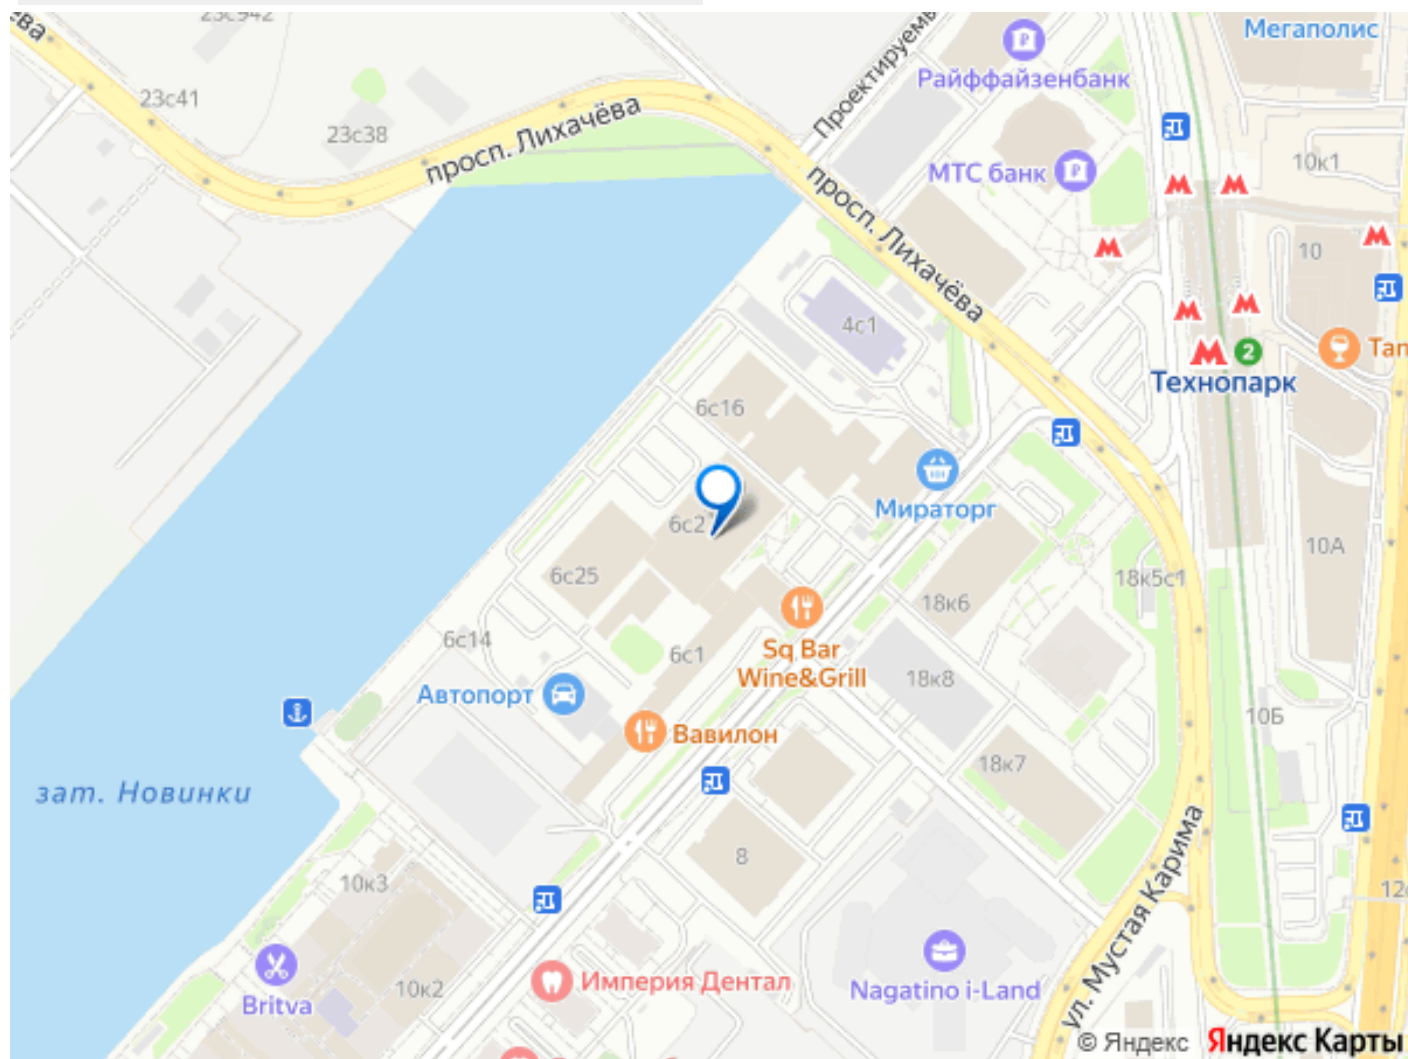 23с942
Мегаполис
Райффайзенбанк
23с41
23с38
просп. Лихачёва
10к1
МТС банк
просп. Лихачёва
10
4с1
Технопарк
2
6с16
Мираторг
6с2
10А
6с25
18к5с1
18к6
6с14
6с1
Sq Bar
Wine&Grill
18к8
Автопорт
10Б
Вавилон
18к7
зат. Новинки
ул. Мустая Карима
8
10к3
Империя Дентал
10к2
Nagatino i-Land
Britva
© Яндекс Яндекс Карты